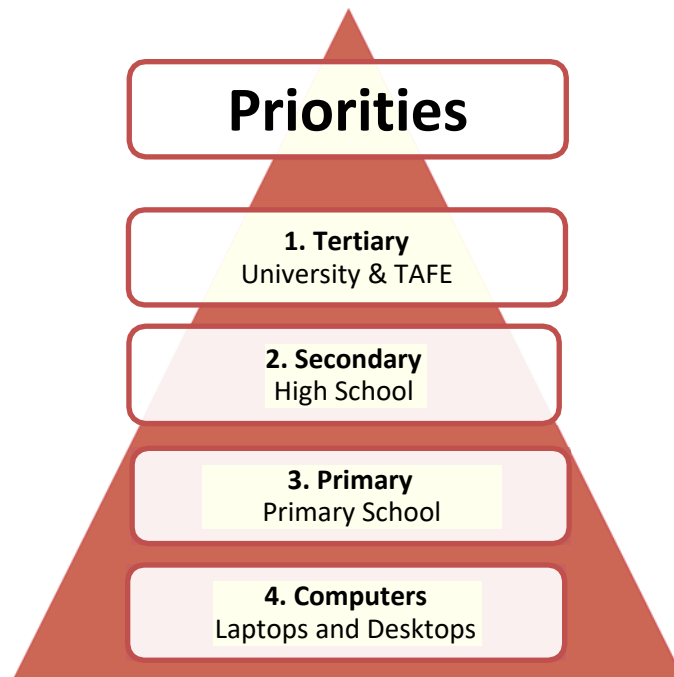 Priorities
1. Tertiary
University & TAFE
2. Secondary
High School
3. Primary
Primary School
4. Computers
Laptops and Desktops